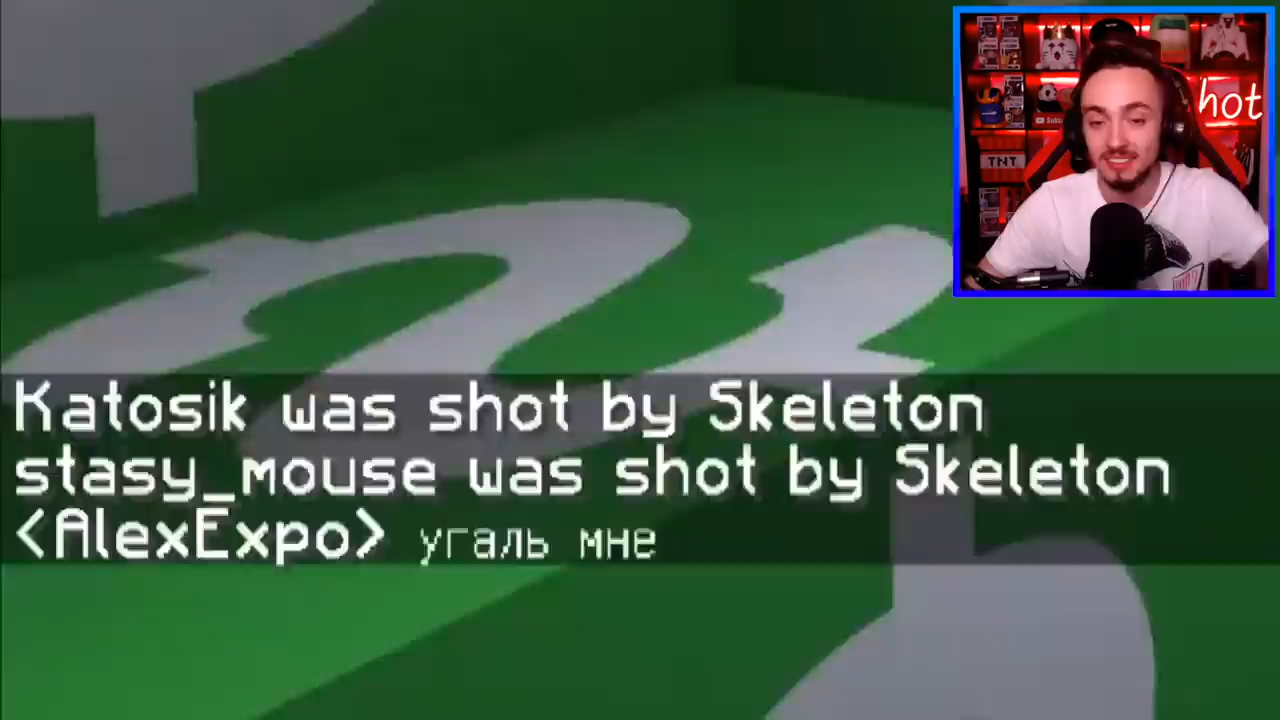 hot
TNT
Katosik was shot by Skeleton
stasy_mouse was shot by Skeleton
<AlexExpo> угаль мне